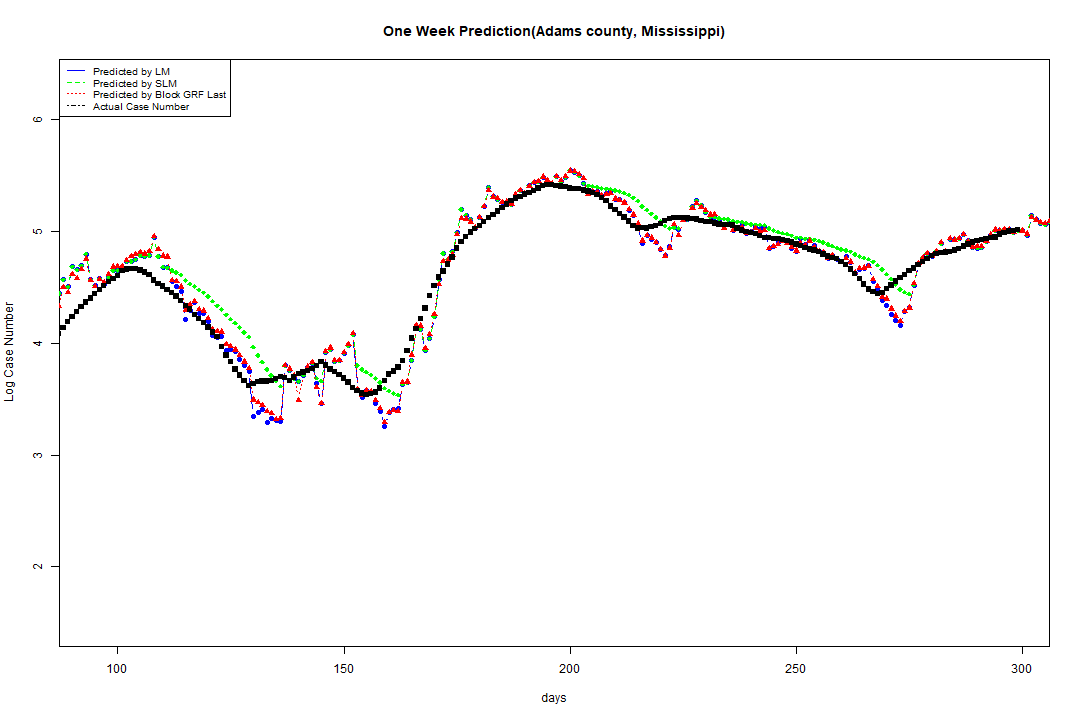 One Week Prediction(Adams county, Mississippi)
Predicted by LM
Predicted by SLM
Predicted by Block GRF Last
Actual Case Number
6
5
4
3
2
Log Case Number
100 150 200 250 300
days